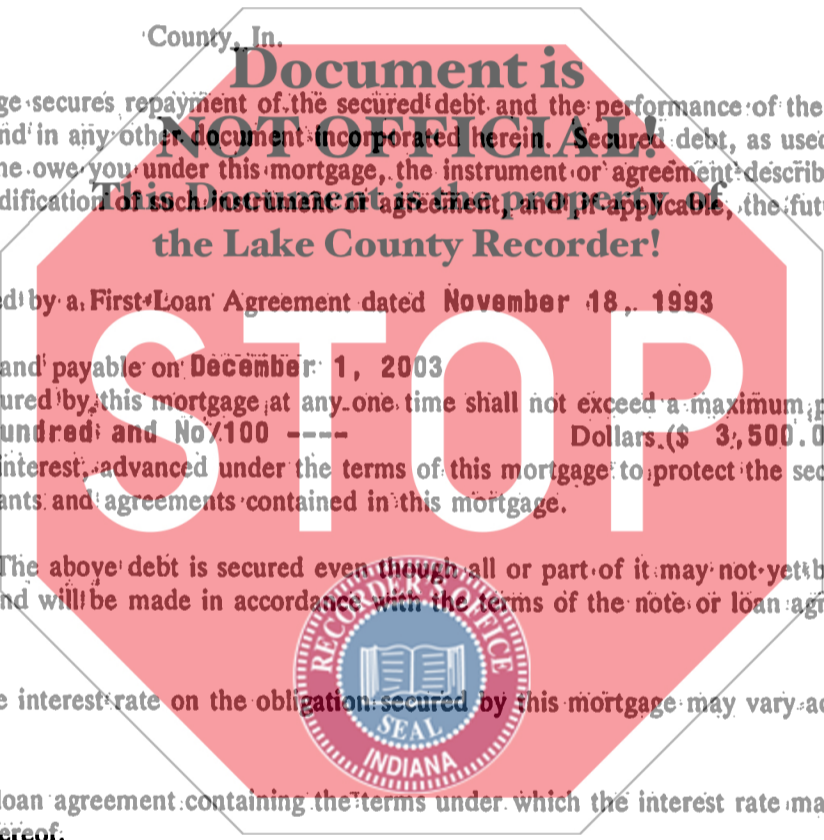 County, In.
Document is
ge secures repayment of the secured debt and the performance of the
nd in any other document incorporated herein. Secured debt, as used
NOT OFFICIAL!
ne owe you under this mortgage, the instrument or agreement describ
This Document is the property of
dification of such instrument or agreement, and if applicable, the fut
the Lake County Recorder!
ed by a First Loan Agreement dated November 18, 1993
STOP
and payable on December 1, 2003
ured by this mortgage at any one time shall not exceed a maximum p
undred and No/100 ---- Dollars ($ 3,500.0
interest, advanced under the terms of this mortgage to protect the sec
ants and agreements contained in this mortgage.
The above debt is secured even though all or part of it may not yet b
nd will be made in accordance with the terms of the note or loan agr
RECORDER'S OFFICE
e interest rate on the obligation secured by this mortgage may vary ac
SEAL
INDIANA
loan agreement containing the terms under which the interest rate ma
ereof.